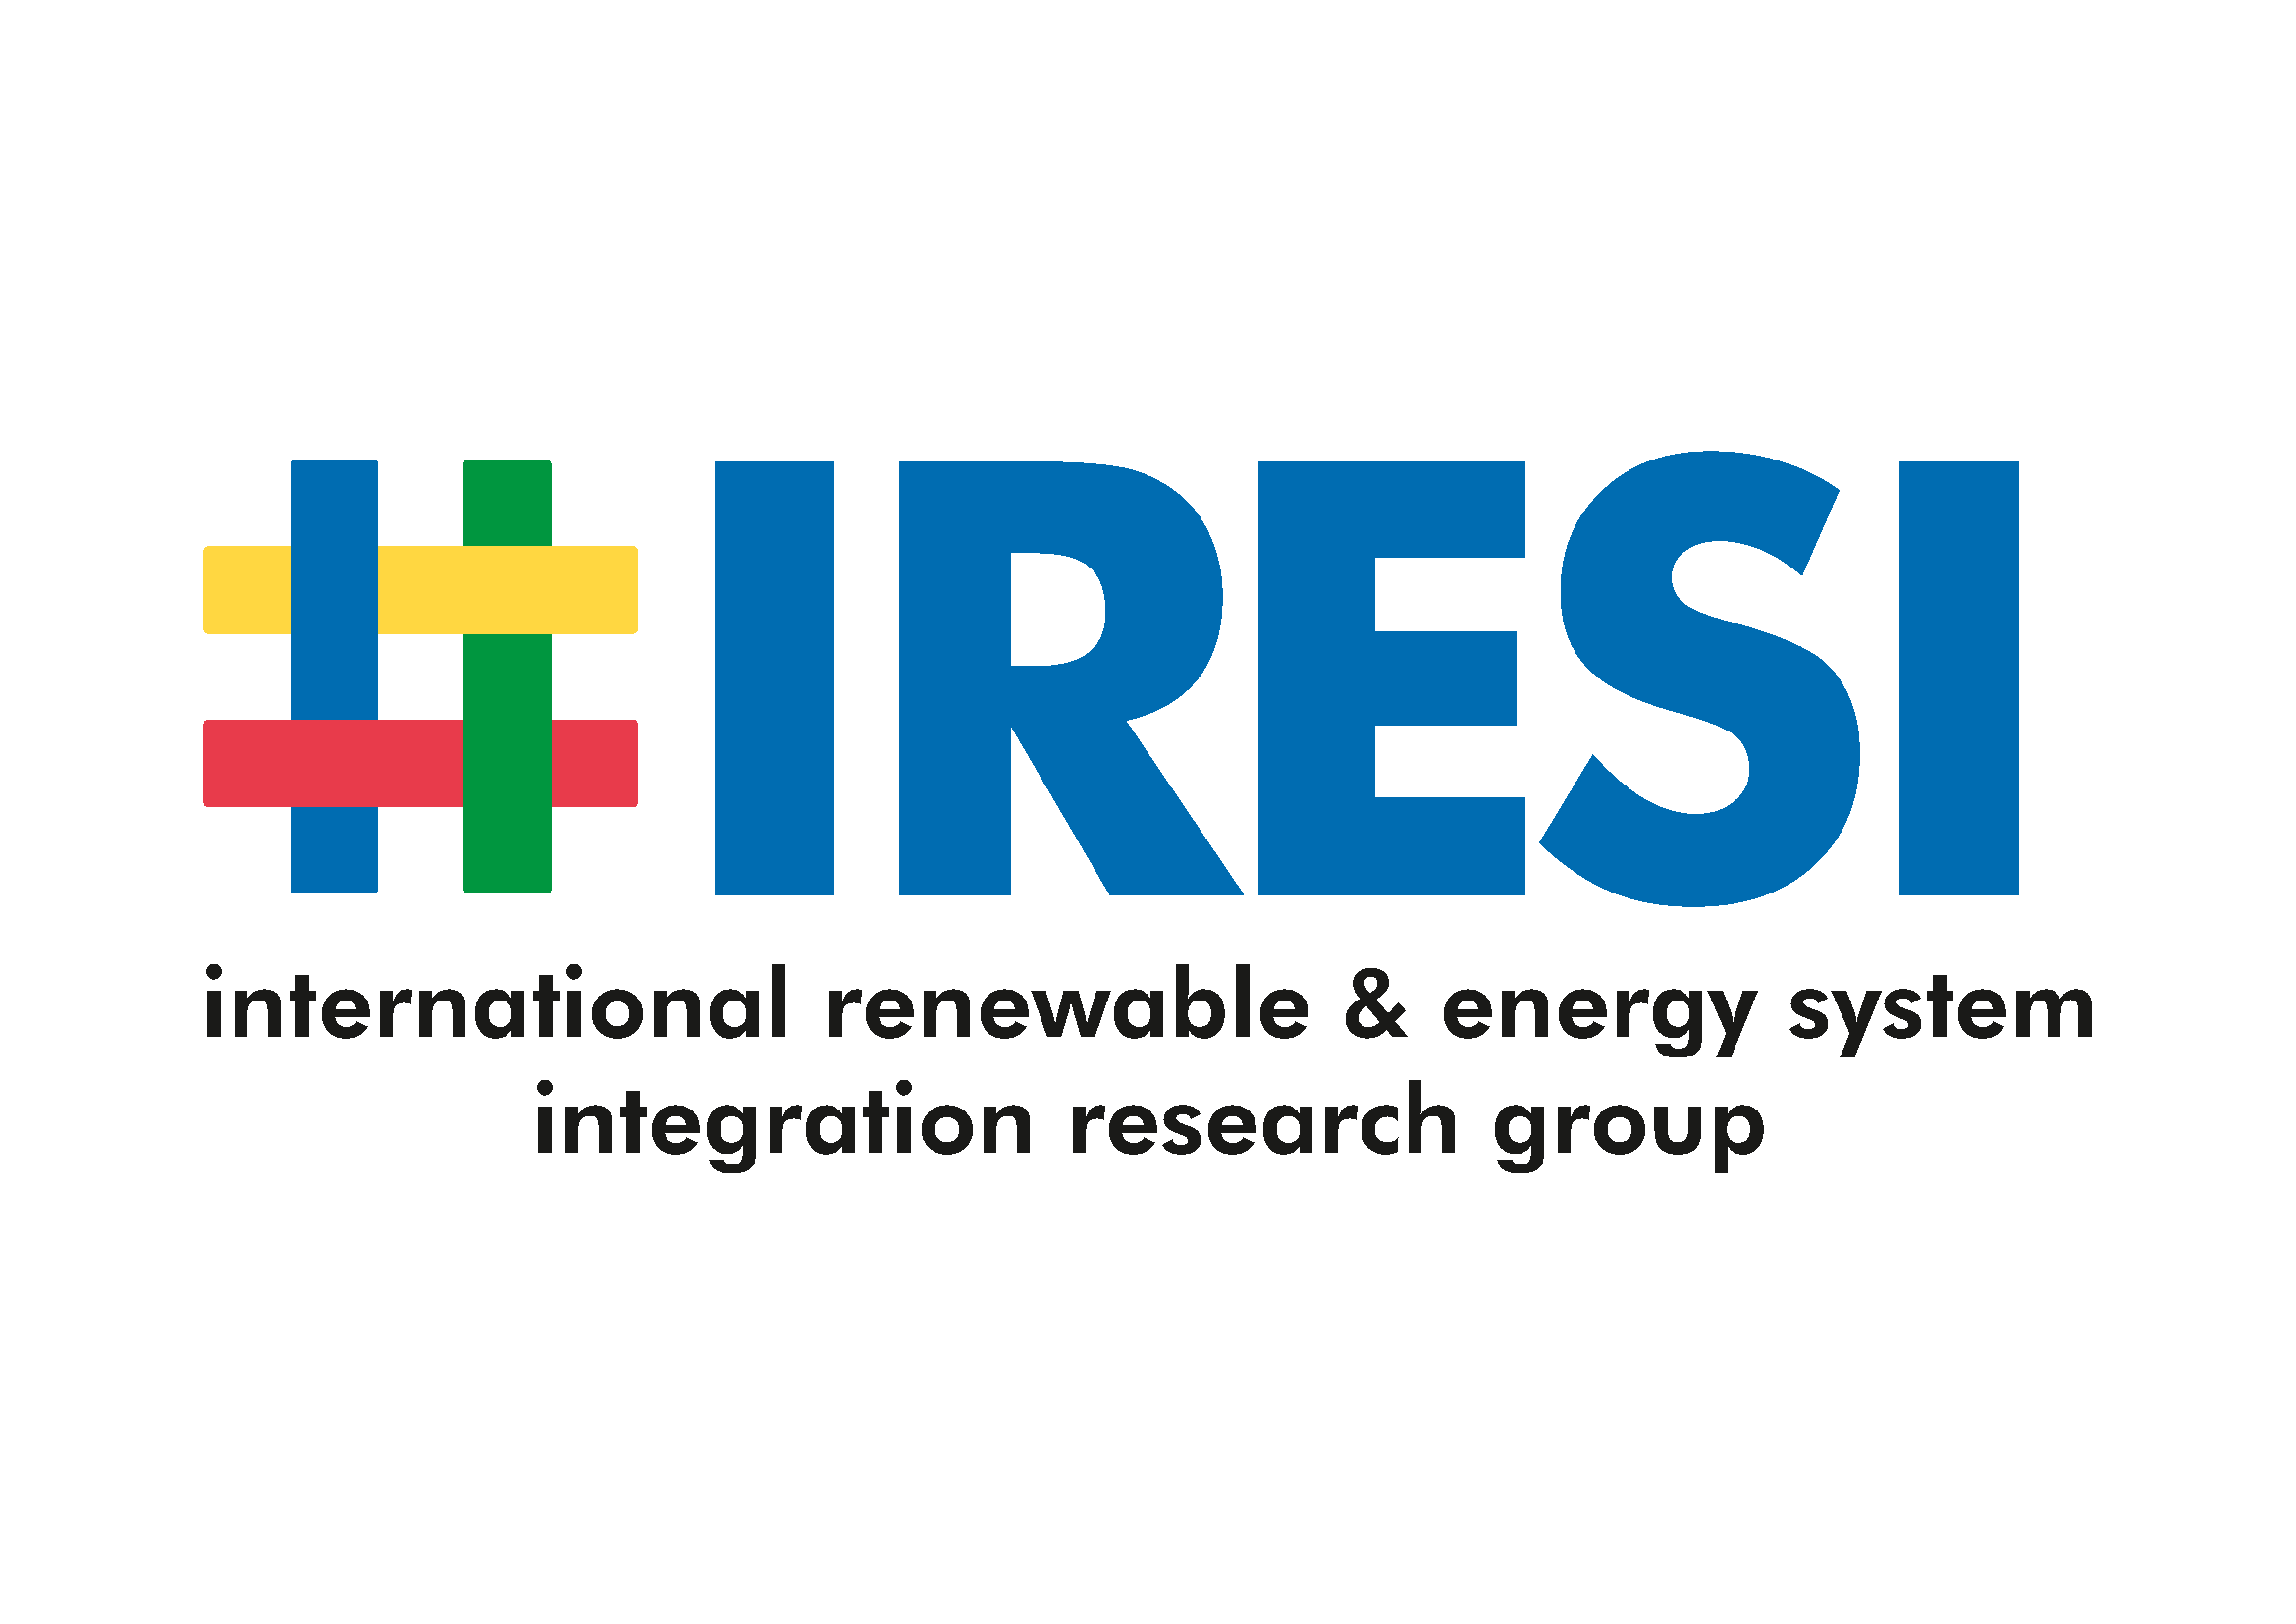 #IRESI
international renewable & energy system
integration research group